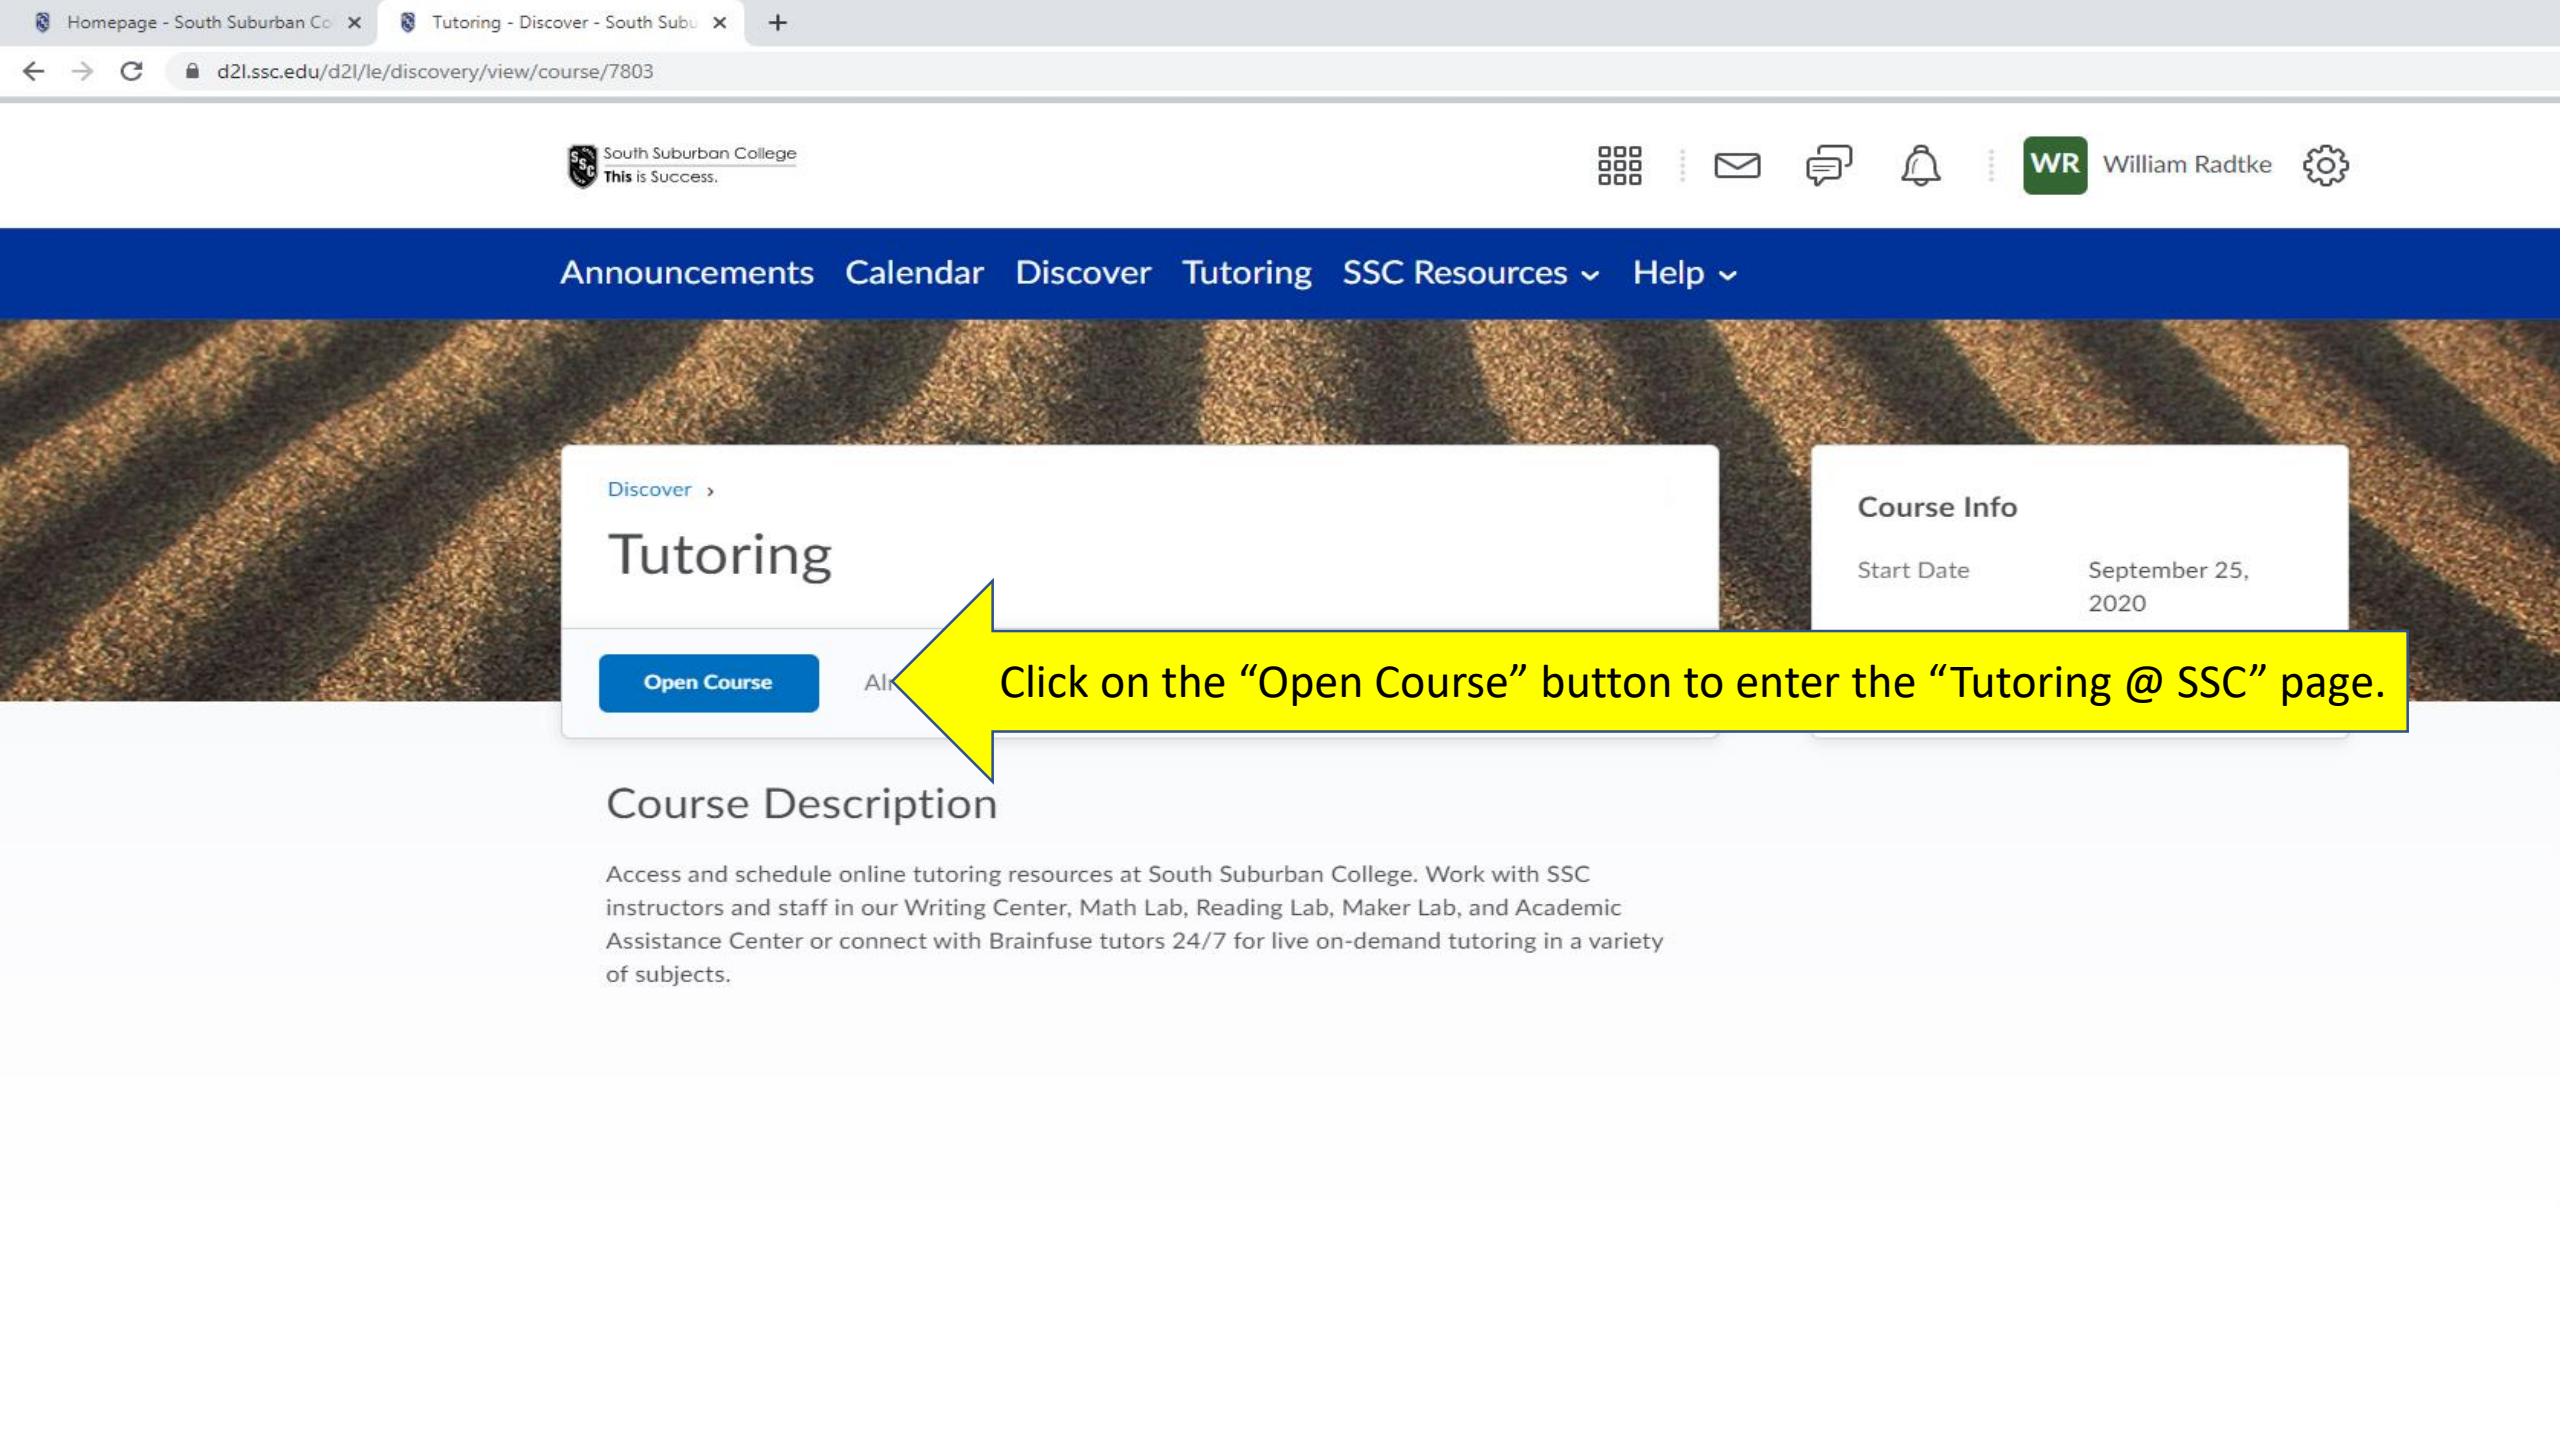 Homepage - South Suburban Co
Tutoring - Discover - South Subu
d2l.ssc.edu/d2l/le/discovery/view/course/7803
SSC
South Suburban College
This is Success.
WR
William Radtke
Announcements Calendar Discover Tutoring SSC Resources Help
Discover
Tutoring
Course Info
Start Date
September 25,
2020
Open Course
Click on the “Open Course” button to enter the “Tutoring @ SSC” page.
Course Description
Access and schedule online tutoring resources at South Suburban College. Work with SSC
instructors and staff in our Writing Center, Math Lab, Reading Lab, Maker Lab, and Academic
Assistance Center or connect with Brainfuse tutors 24/7 for live on-demand tutoring in a variety
of subjects.